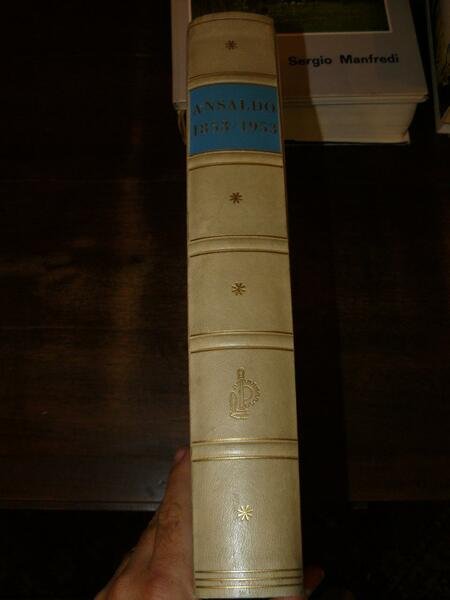 Sergio Manfredi
ANSALDO
1853/1953